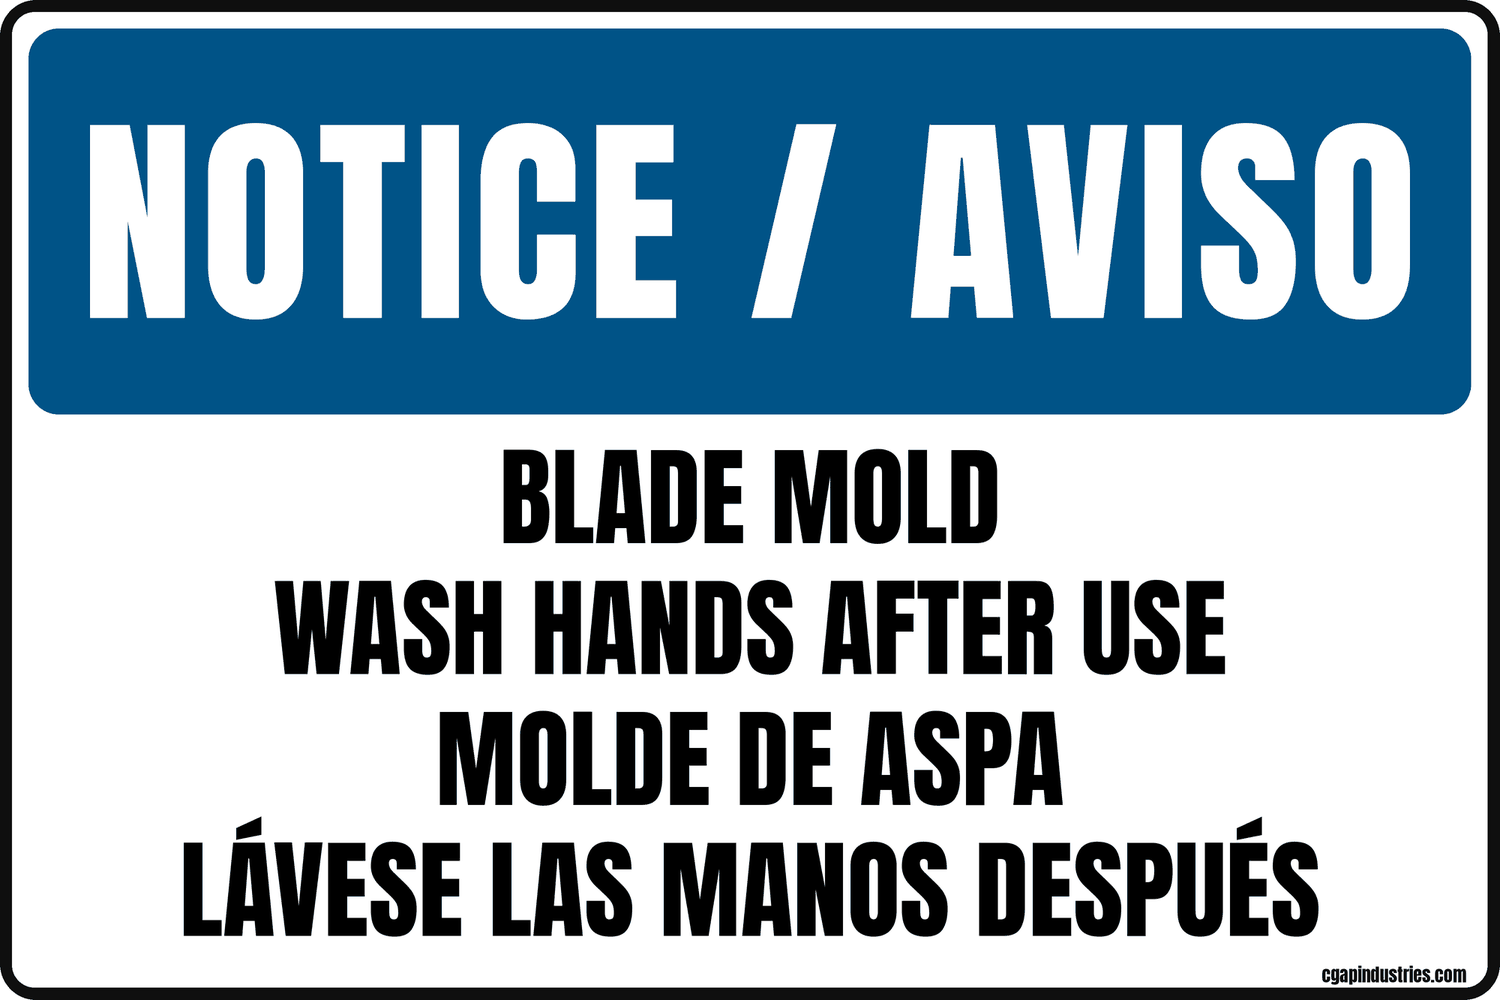 NOTICE / AVISO
BLADE MOLD
WASH HANDS AFTER USE
MOLDE DE ASPA
LÁVESE LAS MANOS DESPUÉS
cgapindustries.com